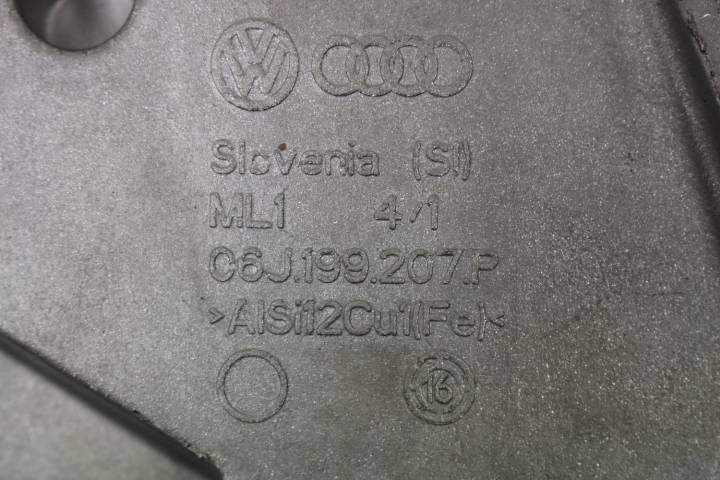 Slovenia (SI)
ML1 4/1
06J.199.207.P
>AlSi12Cu1(Fe)<
16